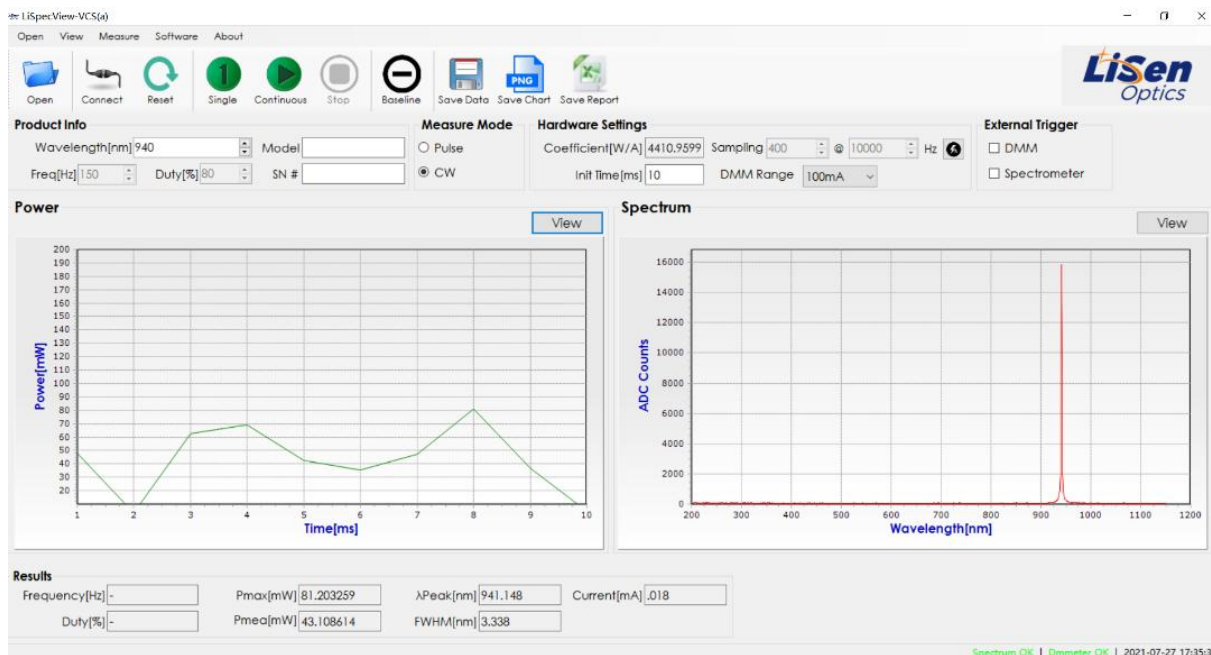 LiSpecView-VCS(a)
Open View Measure Software About
Open Connect Reset 1 Single Continuous Stop Baseline Save Data PNG Save Chart Save Report
LiSen
Optics
Product Info Measure Mode Hardware Settings External Trigger
Wavelength[nm] 940 Model Pulse Coefficient[W/A] 4410.9599 Sampling 400 @ 10000 Hz DMM
Freq[Hz] 150 Duty[%] 80 SN # CW Init Time[ms] 10 DMM Range 100mA Spectrometer
Power
View
200
190
180
170
160
150
140
130
120
110
100
90
80
70
60
50
40
30
20
Power[mW]
1 2 3 4 5 6 7 8 9 10
Time[ms]
Spectrum
View
16000
14000
12000
10000
8000
6000
4000
2000
0
ADC Counts
200 300 400 500 600 700 800 900 1000 1100 1200
Wavelength[nm]
Results
Frequency[Hz] - Pmax[mW] 81.203259 λPeak[nm] 941.148 Current[mA] .018
Duty[%] - Pmea[mW] 43.108614 FWHM[nm] 3.338
Spectrum OK | Dmmeter OK | 2021-07-27 17:35:3